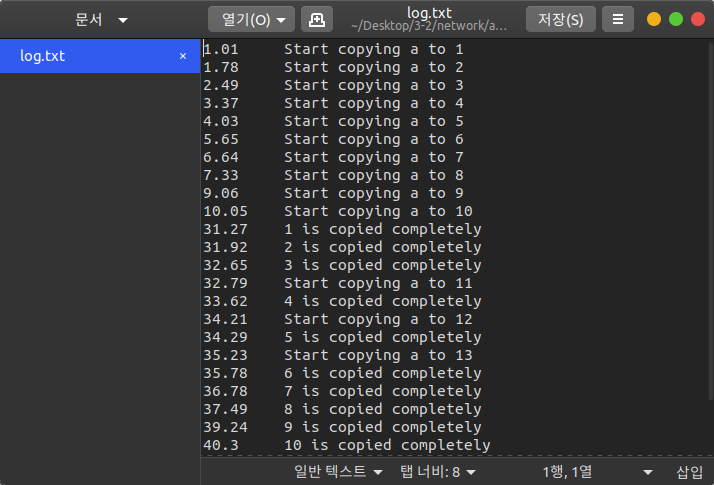 문서
열기(O)
log.txt
~/Desktop/3-2/network/a...
저장(S)
log.txt
1.01 Start copying a to 1
1.78 Start copying a to 2
2.49 Start copying a to 3
3.37 Start copying a to 4
4.03 Start copying a to 5
5.65 Start copying a to 6
6.64 Start copying a to 7
7.33 Start copying a to 8
9.06 Start copying a to 9
10.05 Start copying a to 10
31.27 1 is copied completely
31.92 2 is copied completely
32.65 3 is copied completely
32.79 Start copying a to 11
33.62 4 is copied completely
34.21 Start copying a to 12
34.29 5 is copied completely
35.23 Start copying a to 13
35.78 6 is copied completely
36.78 7 is copied completely
37.49 8 is copied completely
39.24 9 is copied completely
40.3 10 is copied completely
일반 텍스트 탭 너비: 8 1행, 1열 삽입